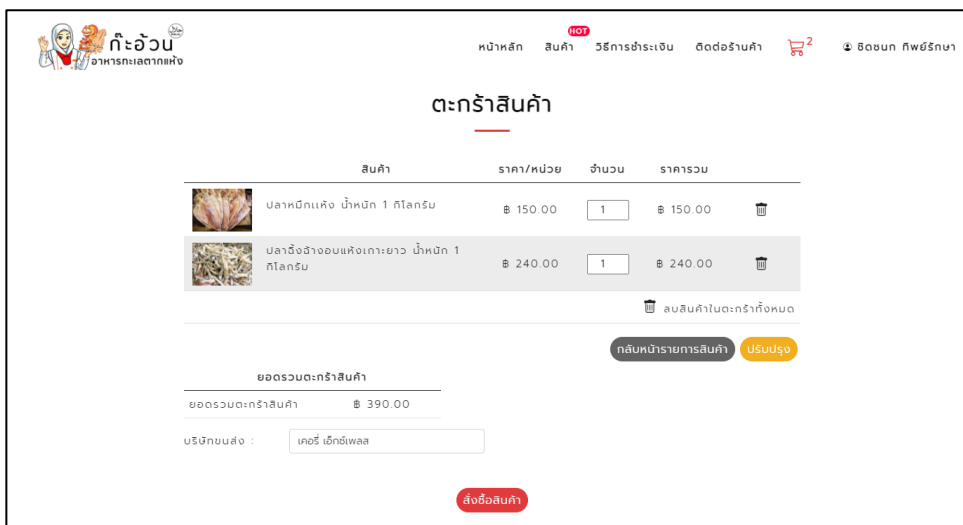 ก๊ะอ้วน
อาหารทะเลตากแห้ง
HOT
หน้าหลัก สินค้า วิธีการชำระเงิน ติดต่อร้านค้า 2 ชิดชนก ทิพย์รักษา
ตะกร้าสินค้า
สินค้า ราคา/หน่วย จำนวน ราคารวม
ปลาหมึกแห้ง น้ำหนัก 1 กิโลกรัม ฿ 150.00 1 ฿ 150.00
ปลาฉิ้งฉ้างอบแห้งเกาะยาว น้ำหนัก 1
กิโลกรัม ฿ 240.00 1 ฿ 240.00
ลบสินค้าในตะกร้าทั้งหมด
กลับหน้ารายการสินค้า ปรับปรุง
ยอดรวมตะกร้าสินค้า
ยอดรวมตะกร้าสินค้า ฿ 390.00
บริษัทขนส่ง : เคอรี่ เอ็กซ์เพลส
สั่งซื้อสินค้า